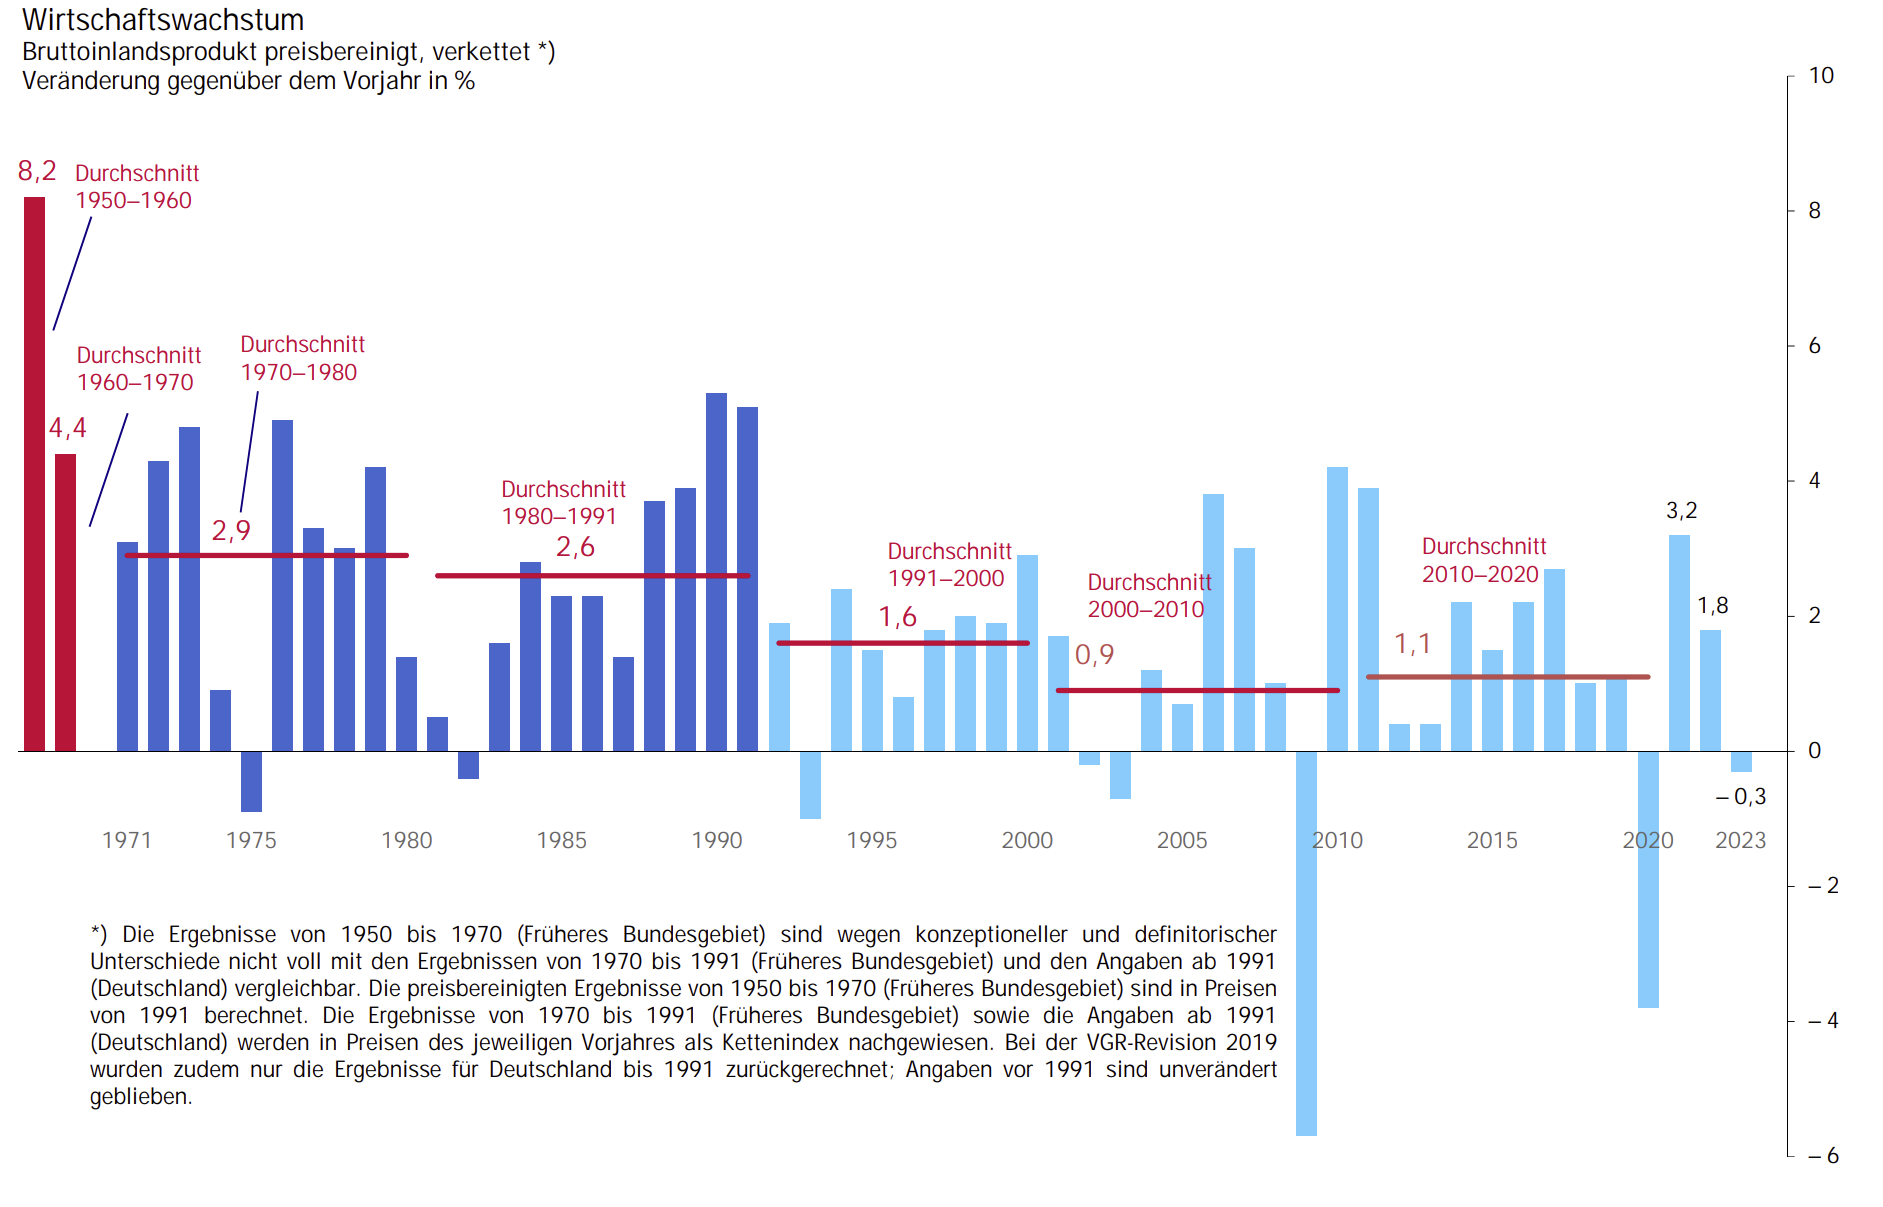 Wirtschaftswachstum
Bruttoinlandsprodukt preisbereinigt, verkettet *)
Veränderung gegenüber dem Vorjahr in %
10
8
6
4
2
0
– 2
– 4
– 6
8,2
Durchschnitt
1950–1960
Durchschnitt
1960–1970
4,4
Durchschnitt
1970–1980
2,9
Durchschnitt
1980–1991
2,6
Durchschnitt
1991–2000
1,6
Durchschnitt
2000–2010
0,9
Durchschnitt
2010–2020
1,1
3,2
1,8
– 0,3
1971
1975
1980
1985
1990
1995
2000
2005
2010
2015
2020
2023
*) Die Ergebnisse von 1950 bis 1970 (Früheres Bundesgebiet) sind wegen konzeptioneller und definitorischer
Unterschiede nicht voll mit den Ergebnissen von 1970 bis 1991 (Früheres Bundesgebiet) und den Angaben ab 1991
(Deutschland) vergleichbar. Die preisbereinigten Ergebnisse von 1950 bis 1970 (Früheres Bundesgebiet) sind in Preisen
von 1991 berechnet. Die Ergebnisse von 1970 bis 1991 (Früheres Bundesgebiet) sowie die Angaben ab 1991
(Deutschland) werden in Preisen des jeweiligen Vorjahres als Kettenindex nachgewiesen. Bei der VGR-Revision 2019
wurden zudem nur die Ergebnisse für Deutschland bis 1991 zurückgerechnet; Angaben vor 1991 sind unverändert
geblieben.